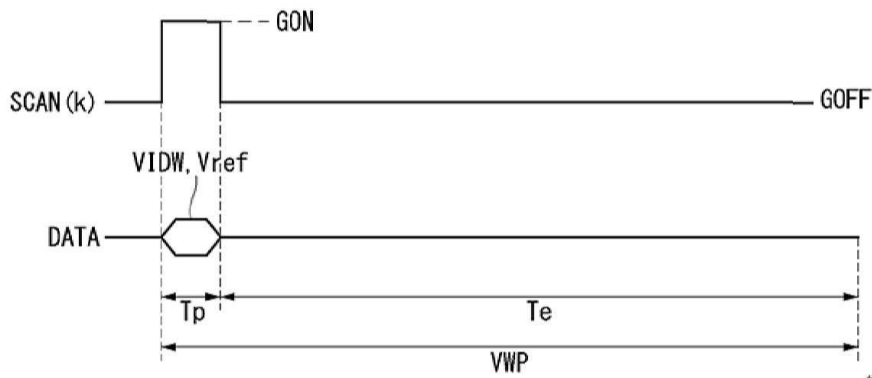 GON
SCAN(k)
GOFF
VIDW, Vref
DATA
Tp
Te
VWP